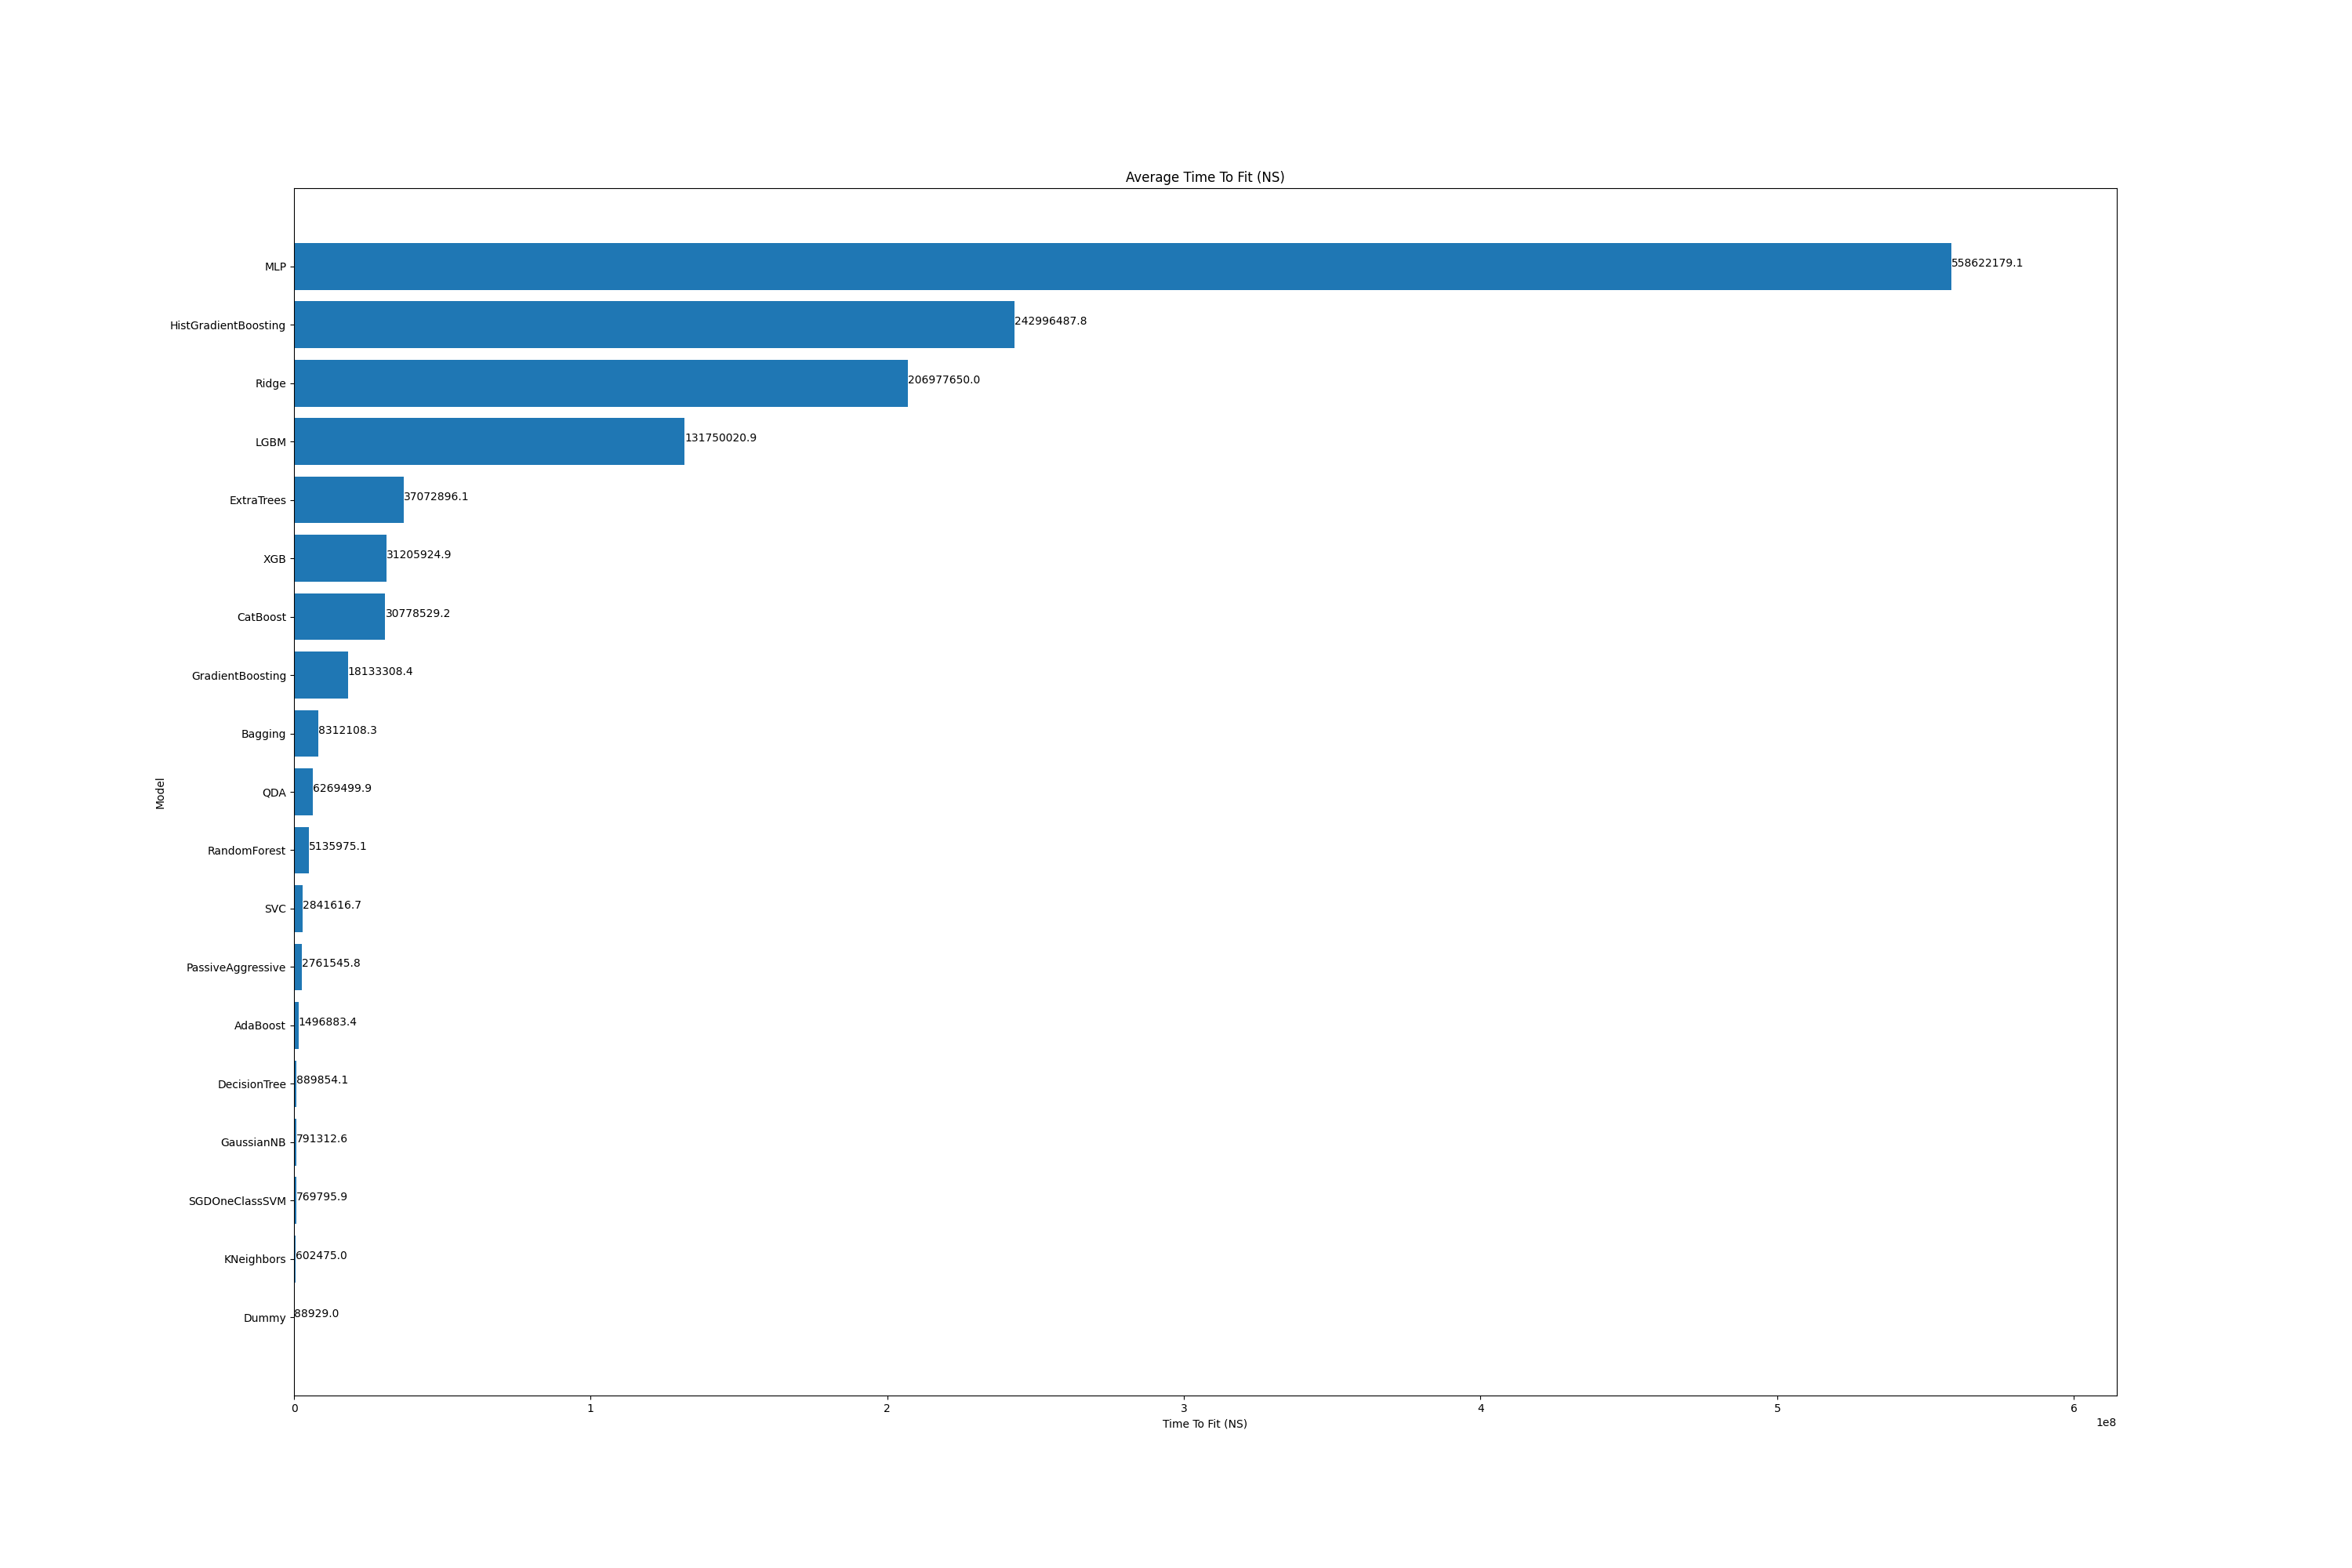 Average Time To Fit (NS)
MLP 558622179.1
HistGradientBoosting 242996487.8
Ridge 206977650.0
LGBM 131750020.9
ExtraTrees 37072896.1
XGB 31205924.9
CatBoost 30778529.2
GradientBoosting 18133308.4
Bagging 8312108.3
Model
QDA 6269499.9
RandomForest 5135975.1
SVC 2841616.7
PassiveAggressive 2761545.8
AdaBoost 1496883.4
DecisionTree 889854.1
GaussianNB 791312.6
SGDOneClassSVM 769795.9
KNeighbors 602475.0
Dummy 88929.0
0 1 2 3 4 5 6
Time To Fit (NS) 1e8